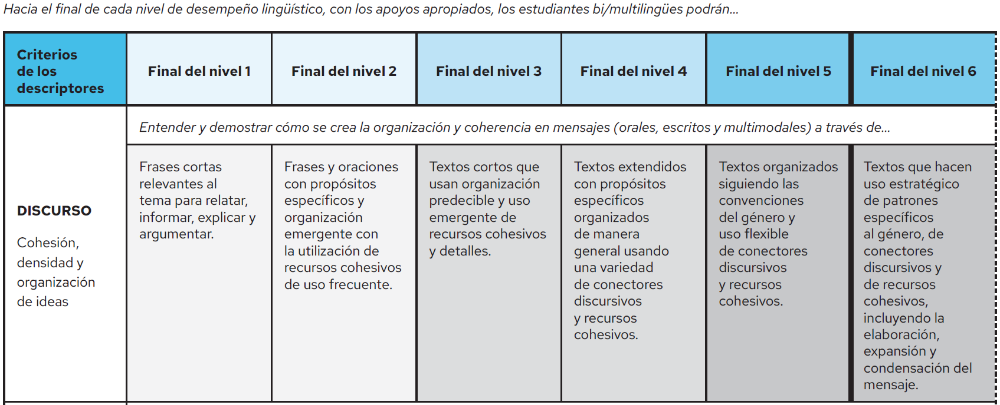 Hacia el final de cada nivel de desempeño lingüístico, con los apoyos apropiados, los estudiantes bi/multilingües podrán...
Criterios
de los
descriptores
Final del nivel 1
Final del nivel 2
Final del nivel 3
Final del nivel 4
Final del nivel 5
Final del nivel 6
DISCURSO
Cohesión,
densidad y
organización
de ideas
Entender y demostrar cómo se crea la organización y coherencia en mensajes (orales, escritos y multimodales) a través de...
Frases cortas
relevantes al
tema para relatar,
informar, explicar y
argumentar.
Frases y oraciones
con propósitos
específicos y
organización
emergente con
la utilización de
recursos cohesivos
de uso frecuente.
Textos cortos que
usan organización
predecible y uso
emergente de
recursos cohesivos
y detalles.
Textos extendidos
con propósitos
específicos
organizados
de manera
general usando
una variedad
de conectores
discursivos
y recursos
cohesivos.
Textos organizados
siguiendo las
convenciones
del género y
uso flexible
de conectores
discursivos
y recursos
cohesivos.
Textos que hacen
uso estratégico
de patrones
específicos
al género, de
conectores
discursivos y
de recursos
cohesivos,
incluyendo la
elaboración,
expansión y
condensación del
mensaje.